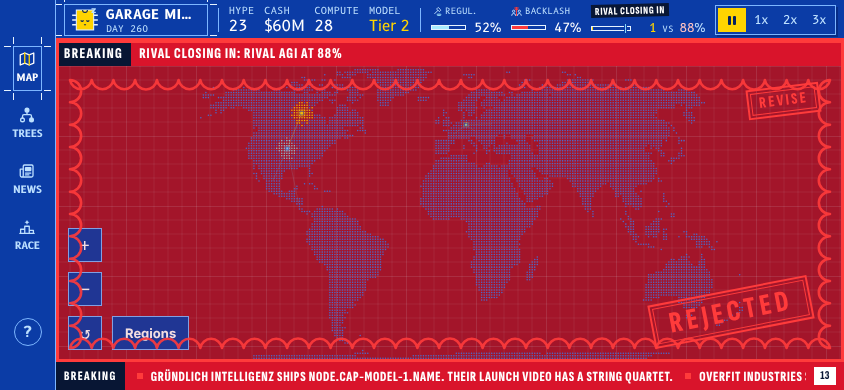 GARAGE MI...
DAY 260
HYPE
23
CASH
$60M
COMPUTE
28
MODEL
Tier 2
REGUL.
52%
BACKLASH
47%
RIVAL CLOSING IN
1 VS 88%
1x 2x 3x
BREAKING RIVAL CLOSING IN: RIVAL AGI AT 88%
MAP
TREES
NEWS
RACE
?
REVISE
REJECTED
+
−
↺
Regions
BREAKING GRÜNDLICH INTELLIGENZ SHIPS NODE.CAP-MODEL-1.NAME. THEIR LAUNCH VIDEO HAS A STRING QUARTET. OVERFIT INDUSTRIES
13